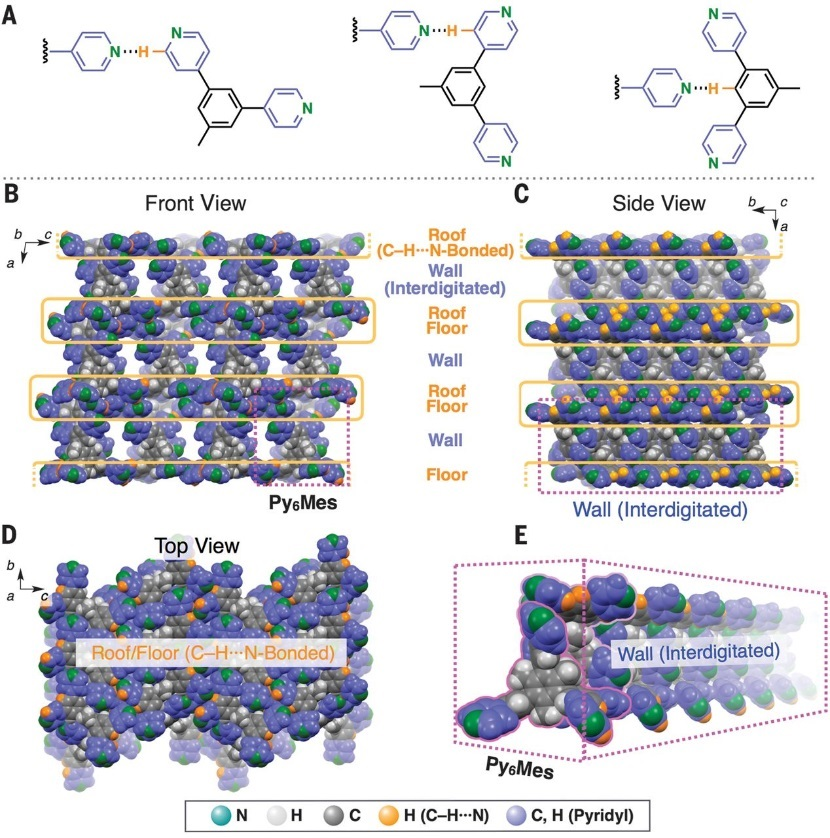 A
N
N
H
N
N
N
H
N
N
N
H
N
B
Front View
C
Side View
b
c
a
b
c
a
Roof
(C–H···N-Bonded)
Wall
(Interdigitated)
Roof
Floor
Wall
Roof
Floor
Wall
Floor
Py6Mes
Wall (Interdigitated)
D
Top View
E
b
a
c
Roof/Floor (C–H···N-Bonded)
Wall (Interdigitated)
Py6Mes
N
H
C
H (C–H···N)
C, H (Pyridyl)